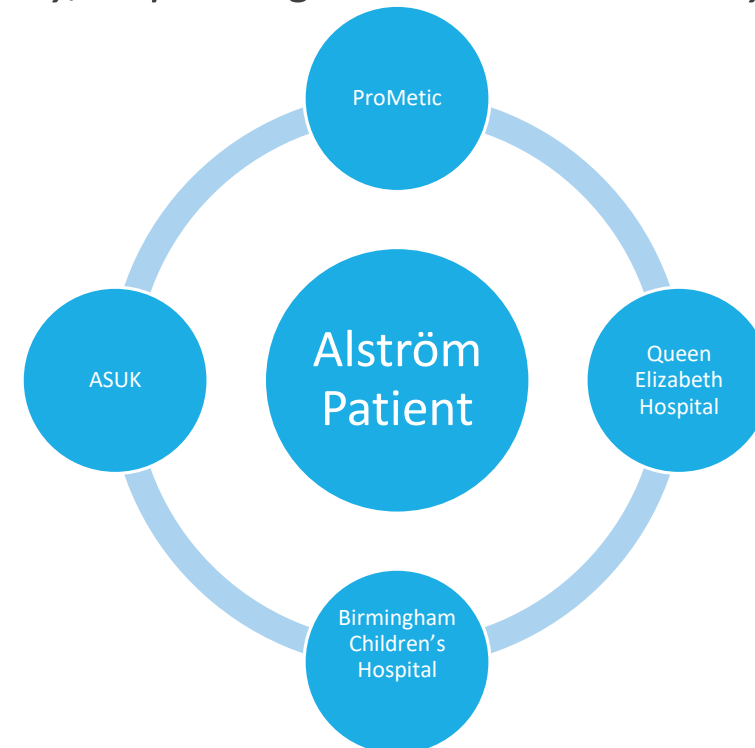 ProMetic
Alström
Patient
Queen
Elizabeth
Hospital
ASUK
Birmingham
Children’s
Hospital